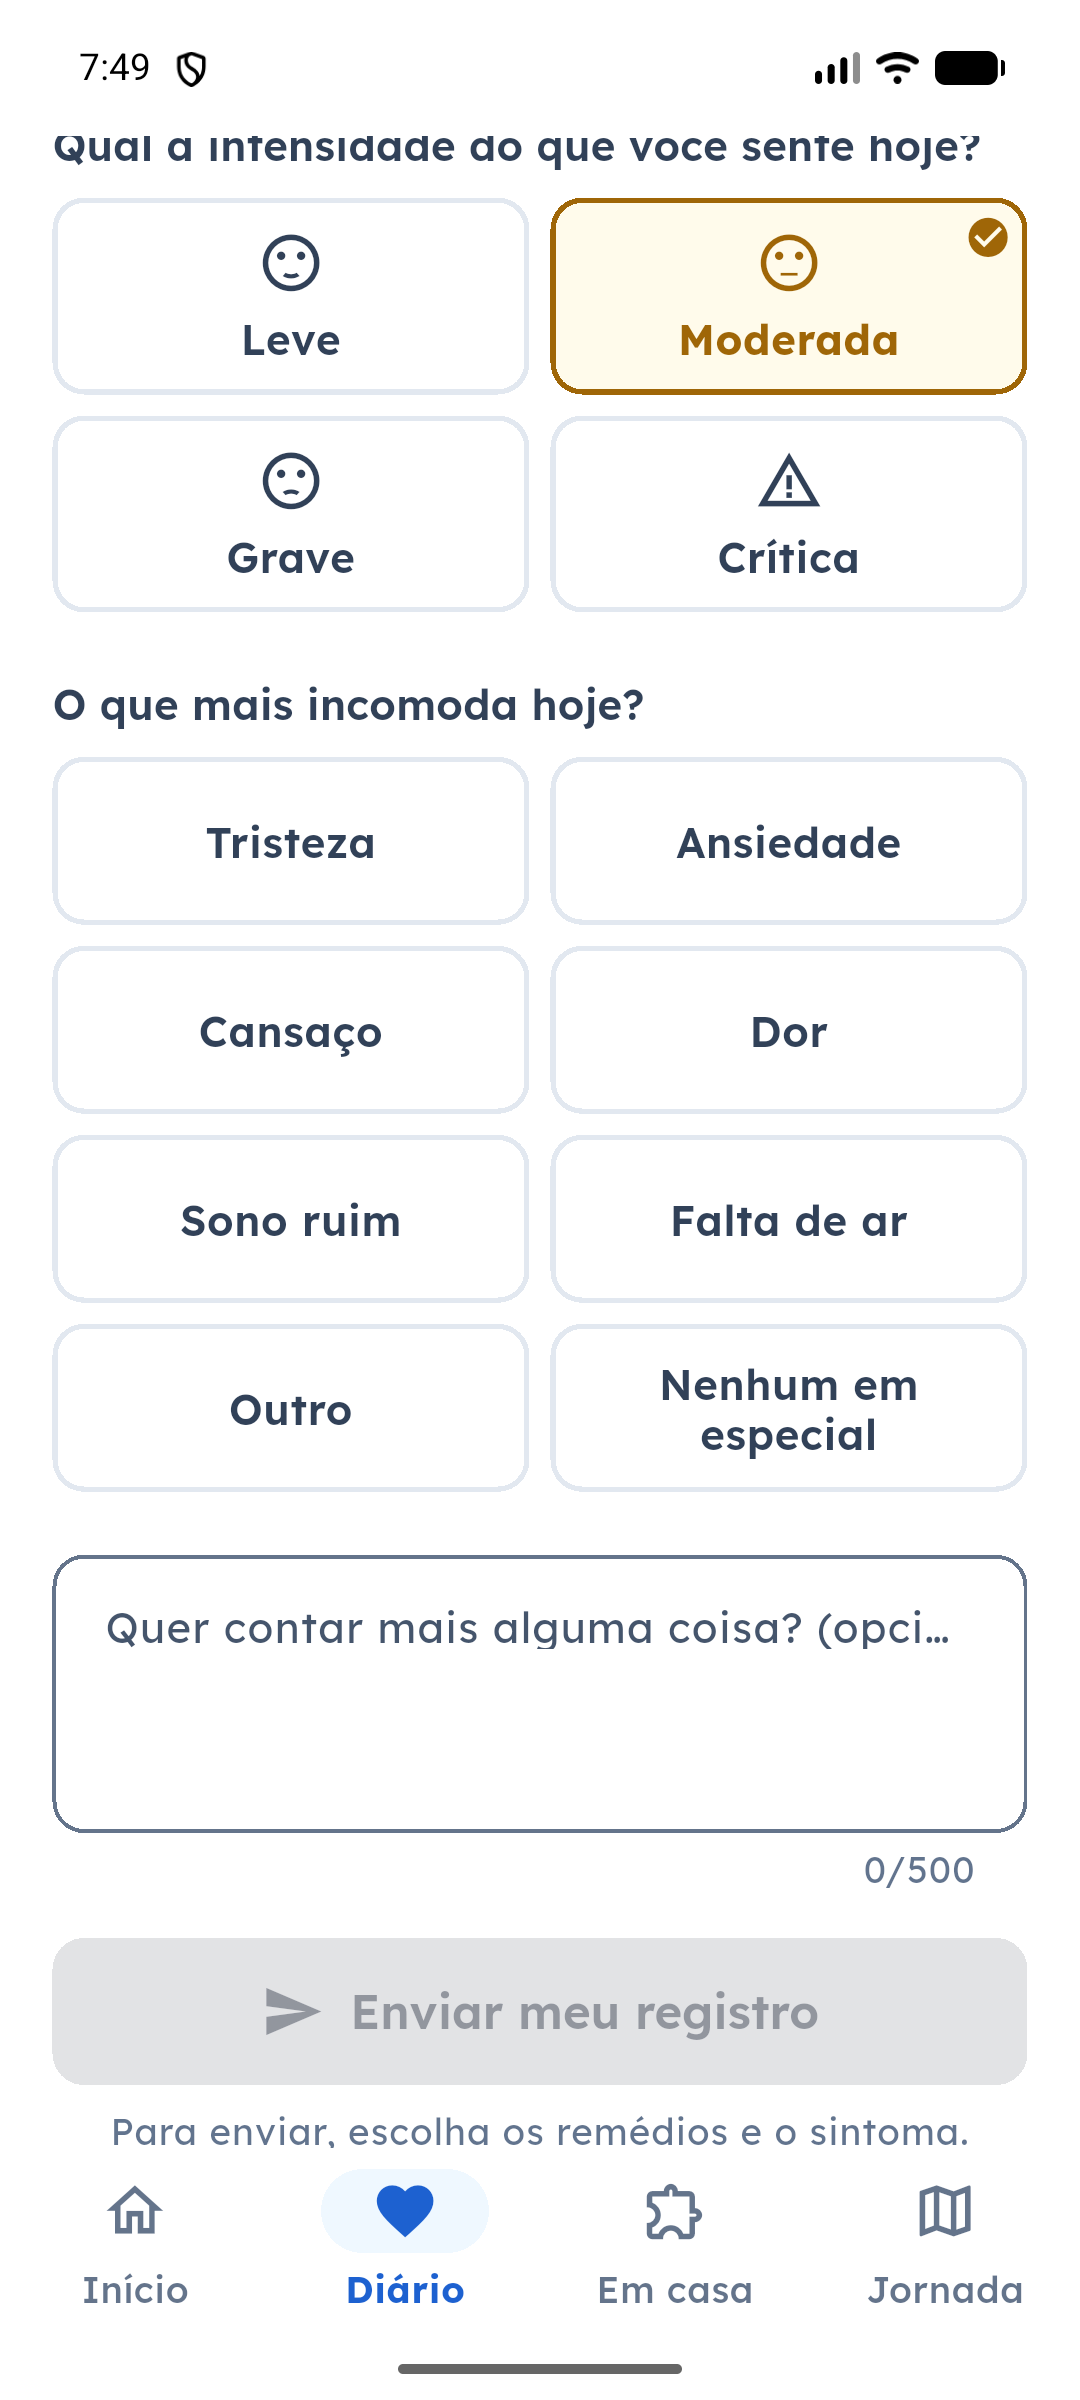 7:49
Qual a intensidade do que você sente hoje?
Leve
Moderada
Grave
Crítica
O que mais incomoda hoje?
Tristeza
Ansiedade
Cansaço
Dor
Sono ruim
Falta de ar
Outro
Nenhum em
especial
Quer contar mais alguma coisa? (opci...
0/500
Enviar meu registro
Para enviar, escolha os remédios e o sintoma.
Início
Diário
Em casa
Jornada